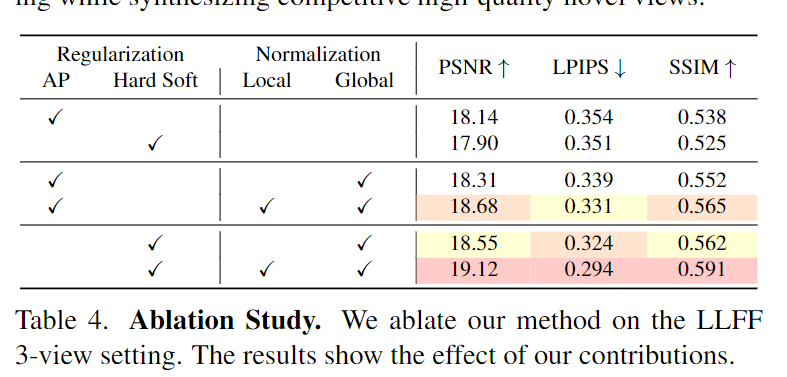 ing while synthesizing competitive high-quality novel views.
Regularization Normalization PSNR ↑ LPIPS ↓ SSIM ↑
AP Hard Soft Local Global
✓ 18.14 0.354 0.538
✓ 17.90 0.351 0.525
✓ ✓ 18.31 0.339 0.552
✓ ✓ ✓ 18.68 0.331 0.565
✓ ✓ 18.55 0.324 0.562
✓ ✓ ✓ 19.12 0.294 0.591
Table 4. Ablation Study. We ablate our method on the LLFF
3-view setting. The results show the effect of our contributions.